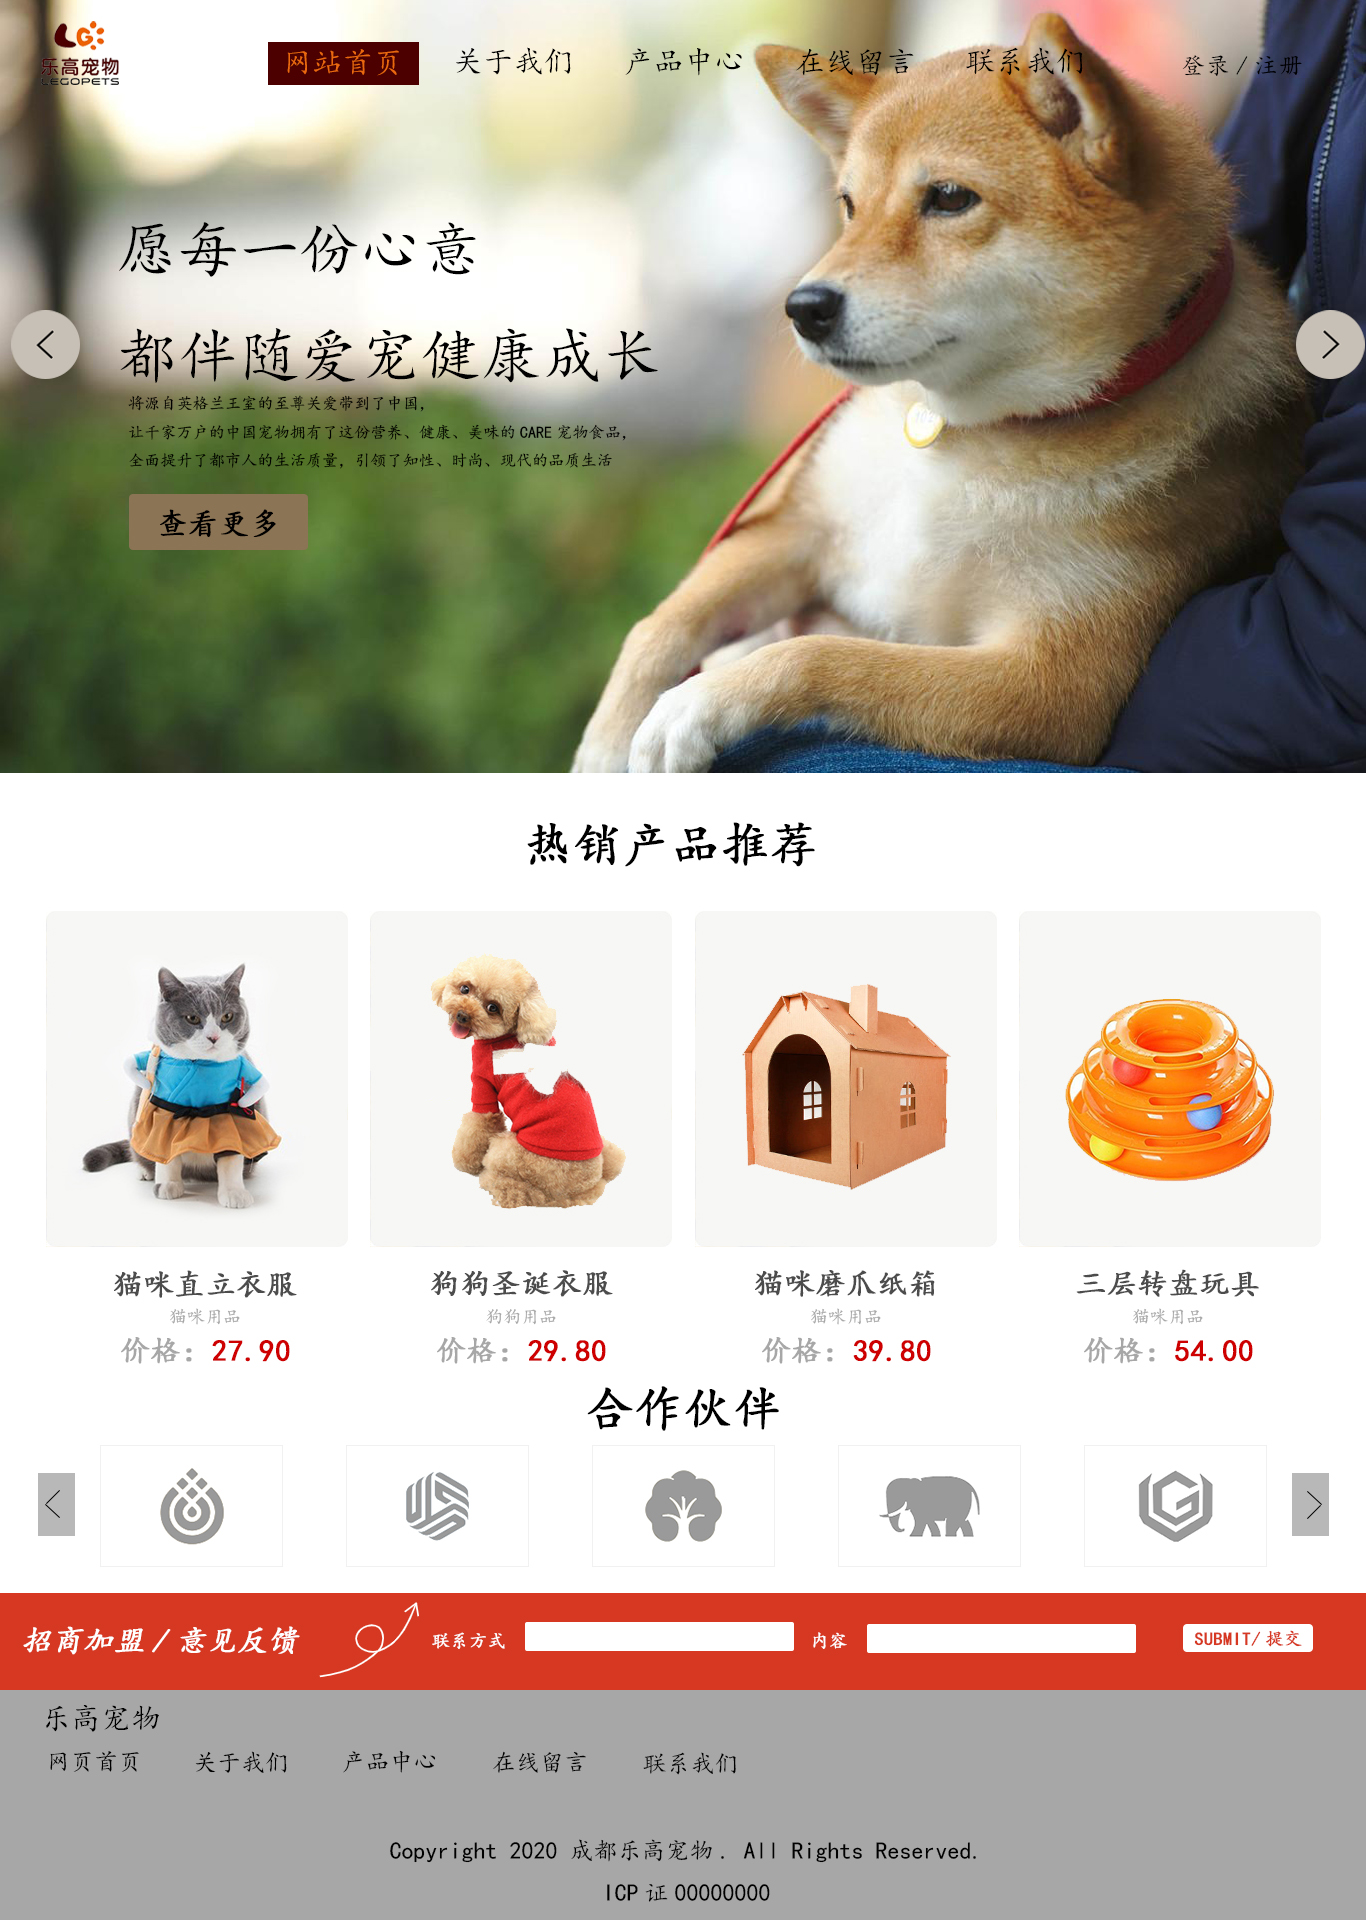 乐高宠物
LEGOPETS
网站首页
关于我们
产品中心
在线留言
联系我们
登录 / 注册
愿每一份心意
都伴随爱宠健康成长
将源自英格兰王室的至尊关爱带到了中国，
让千家万户的中国宠物拥有了这份营养、健康、美味的 CARE 宠物食品，
全面提升了都市人的生活质量，引领了知性、时尚、现代的品质生活
查看更多
热销产品推荐
猫咪直立衣服
猫咪用品
价格：27.90
狗狗圣诞衣服
狗狗用品
价格：29.80
猫咪磨爪纸箱
猫咪用品
价格：39.80
三层转盘玩具
猫咪用品
价格：54.00
合作伙伴
招商加盟 / 意见反馈
联系方式
内容
SUBMIT/ 提交
乐高宠物
网页首页
关于我们
产品中心
在线留言
联系我们
Copyright 2020 成都乐高宠物. All Rights Reserved.
ICP 证 00000000